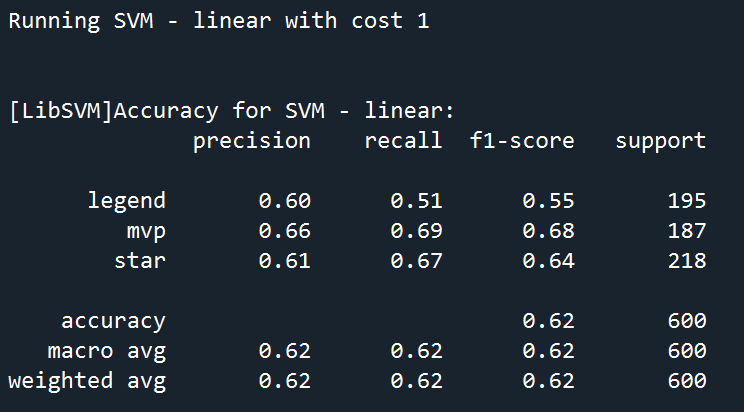 Running SVM - linear with cost 1
[LibSVM]Accuracy for SVM - linear:
precision recall f1-score support
legend 0.60 0.51 0.55 195
mvp 0.66 0.69 0.68 187
star 0.61 0.67 0.64 218
accuracy 0.62 600
macro avg 0.62 0.62 0.62 600
weighted avg 0.62 0.62 0.62 600